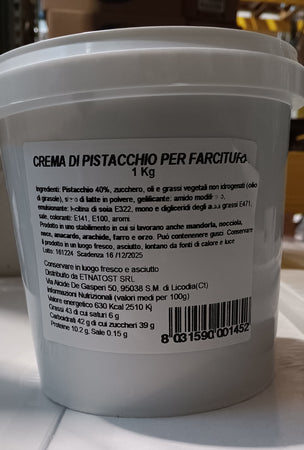 CREMA DI PISTACCHIO PER FARCITURA
1 Kg
Ingredienti: Pistacchio 40%, zucchero, oli e grassi vegetali non idrogenati (olio
di girasole), siero di latte in polvere, gelificante: amido
emulsionante: lecitina di soia E322, mono e digliceridi degli acidi grassi E471,
sale, coloranti: E141, E100, aromi.
Prodotto in uno stabilimento in cui si lavorano anche mandorla, nocciola,
noce, anacardo, arachide, farro e orzo. Può contenere gusci. Conservare
il prodotto in un luogo fresco, asciutto, lontano da fonti di calore e luce
Lotto: 161224 Scadenza 16 /12/2025
Conservare in luogo fresco e asciutto
Distribuito da ETNATOST SRL
Via Alcide De Gasperi 50, 95038 S.M. di Licodia(Ct)
Informazioni Nutrizionali (valori medi per 100g)
Valore energetico 630 Kcal 2510 Kj
Grassi 43 di cui saturi 6 g
Carboidrati 42 g di cui zuccheri 39 g
Proteine 10.2 g, Sale 0.15 g
8 031590 001452